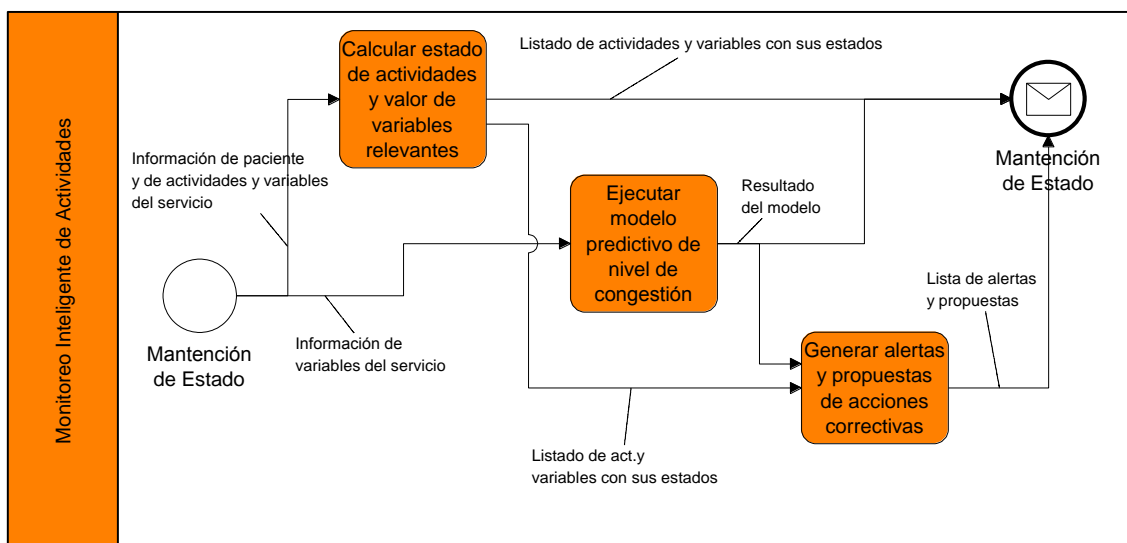 Monitoreo Inteligente de Actividades
Calcular estado
de actividades
y valor de
variables
relevantes
Listado de actividades y variables con sus estados
Mantención
de Estado
Información de paciente
y de actividades y variables
del servicio
Ejecutar
modelo
predictivo de
nivel de
congestión
Resultado
del modelo
Lista de alertas
y propuestas
Mantención
de Estado
Información de
variables del servicio
Generar alertas
y propuestas
de acciones
correctivas
Listado de act.y
variables con sus estados